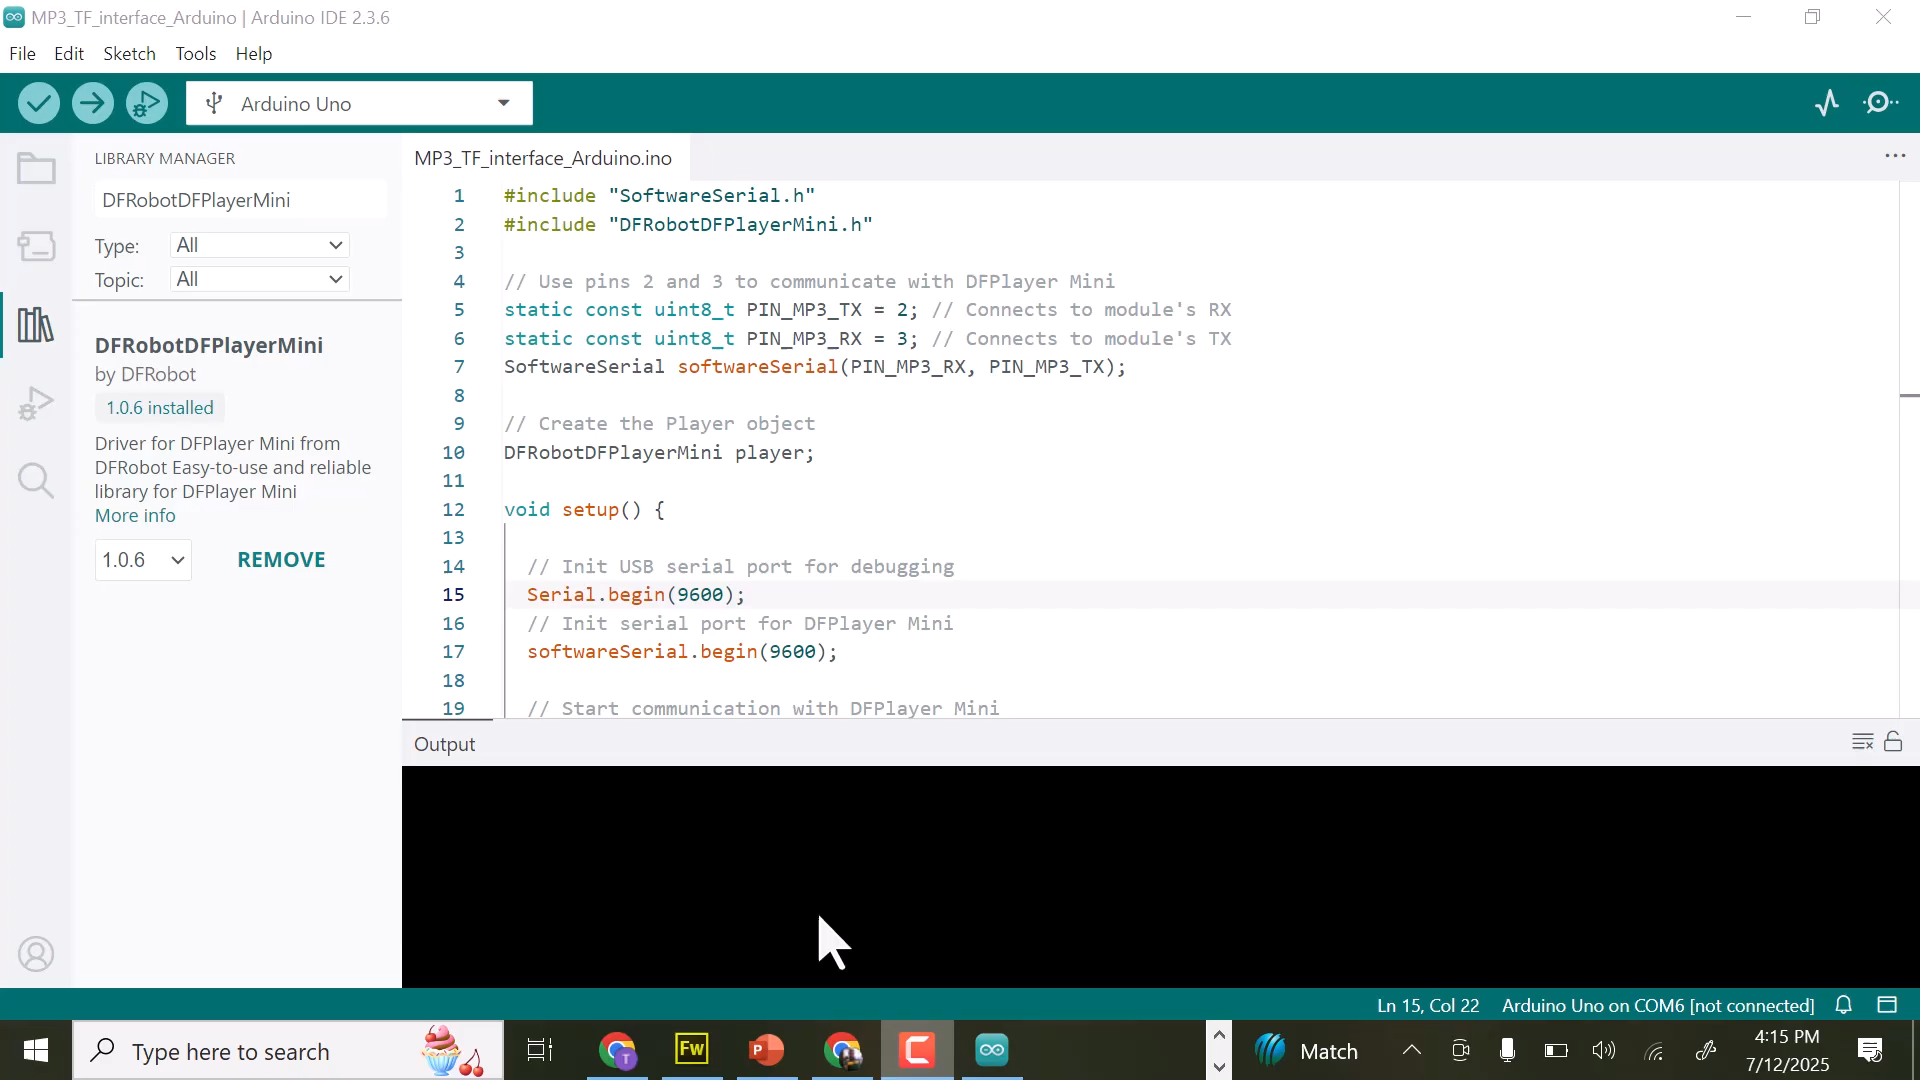 MP3_TF_interface_Arduino | Arduino IDE 2.3.6
File Edit Sketch Tools Help
Arduino Uno
LIBRARY MANAGER
DFRobotDFPlayerMini
Type: All
Topic: All
DFRobotDFPlayerMini
by DFRobot
1.0.6 installed
Driver for DFPlayer Mini from
DFRobot Easy-to-use and reliable
library for DFPlayer Mini
More info
1.0.6 REMOVE
MP3_TF_interface_Arduino.ino
1 #include "SoftwareSerial.h"
2 #include "DFRobotDFPlayerMini.h"
3
4 // Use pins 2 and 3 to communicate with DFPlayer Mini
5 static const uint8_t PIN_MP3_TX = 2; // Connects to module's RX
6 static const uint8_t PIN_MP3_RX = 3; // Connects to module's TX
7 SoftwareSerial softwareSerial(PIN_MP3_RX, PIN_MP3_TX);
8
9 // Create the Player object
10 DFRobotDFPlayerMini player;
11
12 void setup() {
13
14 // Init USB serial port for debugging
15 Serial.begin(9600);
16 // Init serial port for DFPlayer Mini
17 softwareSerial.begin(9600);
18
19 // Start communication with DFPlayer Mini
Output
Ln 15, Col 22 Arduino Uno on COM6 [not connected]
Type here to search
T
Fw
P
C
Match
4:15 PM
7/12/2025